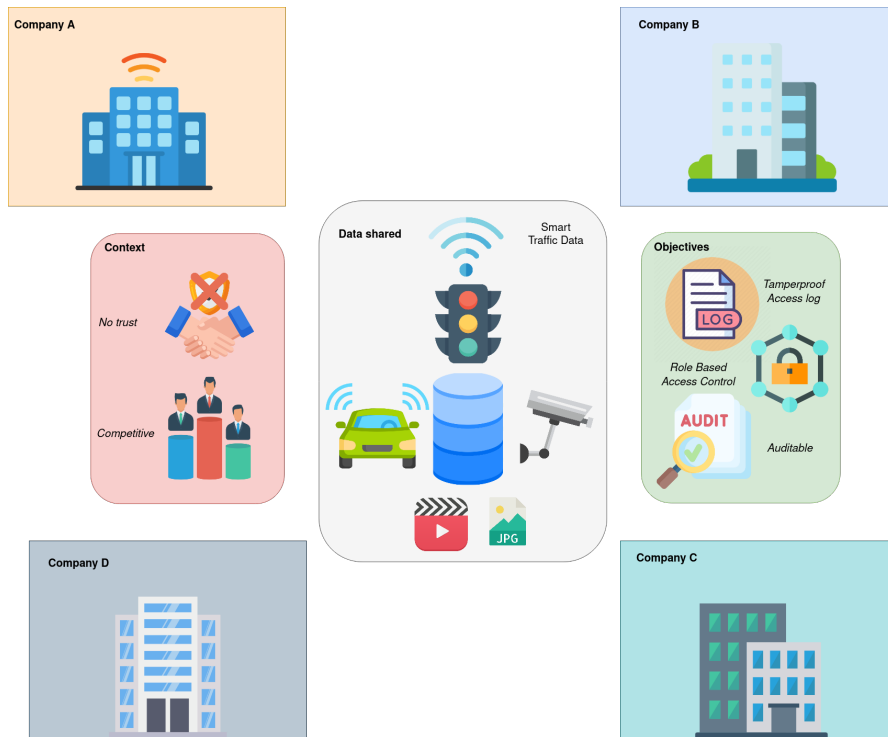 Company A
Company B
Data shared
Smart
Traffic Data
Context
No trust
Competitive
Objectives
Tamperproof
Access log
LOG
Role Based
Access Control
AUDIT
Auditable
JPG
Company D
Company C